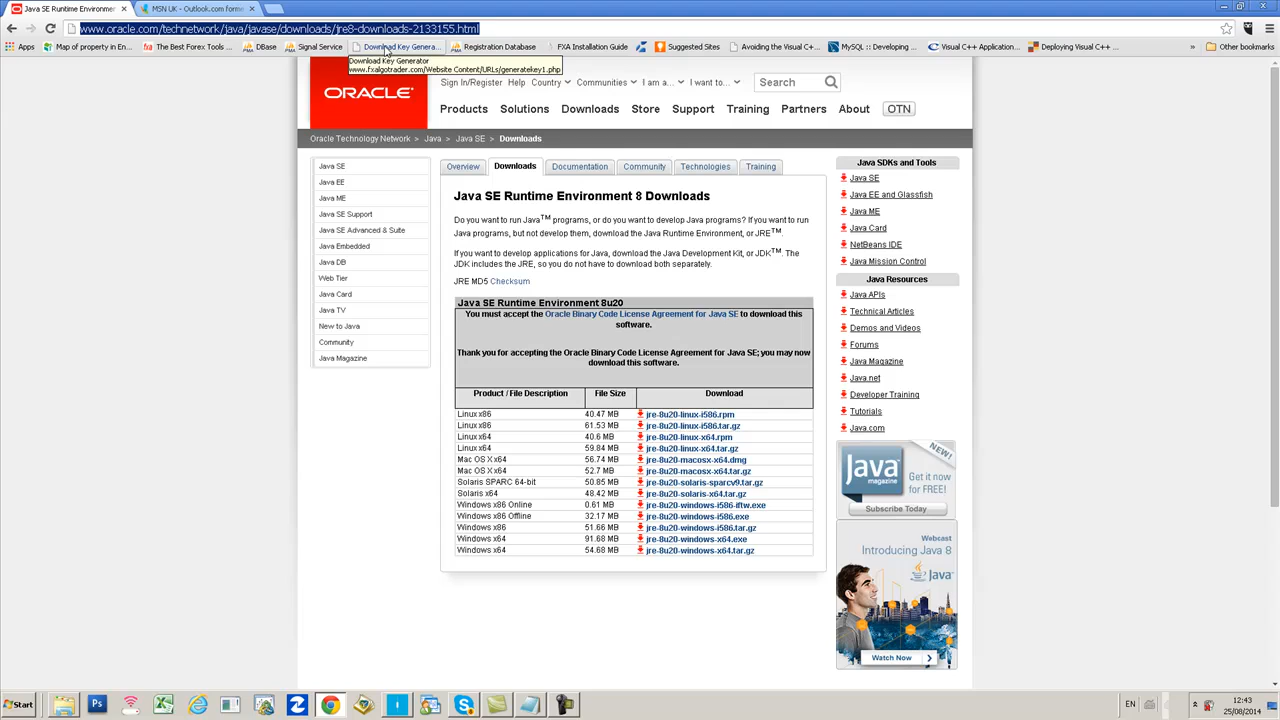 Java SE Runtime Environmen
MSN UK - Outlook.com forme
www.oracle.com/technetwork/java/javase/downloads/jre8-downloads-2133155.html
Apps
Map of property in En...
The Best Forex Tools ...
DBase
Signal Service
Download Key Genera...
Registration Database
FXA Installation Guide
Suggested Sites
Avoiding the Visual C+...
MySQL :: Developing ...
Visual C++ Application...
Deploying Visual C++...
»
Other bookmarks
Download Key Generator
www.fxalgotrader.com/Website Content/URLs/generatekey1.php
ORACLE
Sign In/Register Help Country Communities I am a... I want to...
Search
Products Solutions Downloads Store Support Training Partners About OTN
Oracle Technology Network > Java > Java SE > Downloads
Java SE
Java EE
Java ME
Java SE Support
Java SE Advanced & Suite
Java Embedded
Java DB
Web Tier
Java Card
Java TV
New to Java
Community
Java Magazine
Overview Downloads Documentation Community Technologies Training
Java SE Runtime Environment 8 Downloads
Do you want to run Java™ programs, or do you want to develop Java programs? If you want to run
Java programs, but not develop them, download the Java Runtime Environment, or JRE™.
If you want to develop applications for Java, download the Java Development Kit, or JDK™. The
JDK includes the JRE, so you do not have to download both separately.
JRE MD5 Checksum
Java SE Runtime Environment 8u20
You must accept the Oracle Binary Code License Agreement for Java SE to download this
software.
Thank you for accepting the Oracle Binary Code License Agreement for Java SE; you may now
download this software.
Product / File Description File Size Download
Linux x86 40.47 MB jre-8u20-linux-i586.rpm
Linux x86 61.53 MB jre-8u20-linux-i586.tar.gz
Linux x64 40.6 MB jre-8u20-linux-x64.rpm
Linux x64 59.84 MB jre-8u20-linux-x64.tar.gz
Mac OS X x64 56.74 MB jre-8u20-macosx-x64.dmg
Mac OS X x64 52.7 MB jre-8u20-macosx-x64.tar.gz
Solaris SPARC 64-bit 50.85 MB jre-8u20-solaris-sparcv9.tar.gz
Solaris x64 48.42 MB jre-8u20-solaris-x64.tar.gz
Windows x86 Online 0.61 MB jre-8u20-windows-i586-iftw.exe
Windows x86 Offline 32.17 MB jre-8u20-windows-i586.exe
Windows x86 51.66 MB jre-8u20-windows-i586.tar.gz
Windows x64 91.68 MB jre-8u20-windows-x64.exe
Windows x64 54.68 MB jre-8u20-windows-x64.tar.gz
Java SDKs and Tools
Java SE
Java EE and Glassfish
Java ME
Java Card
NetBeans IDE
Java Mission Control
Java Resources
Java APIs
Technical Articles
Demos and Videos
Forums
Java Magazine
Java.net
Developer Training
Tutorials
Java.com
NEW!
Java
magazine
Get it now
for FREE!
Subscribe Today
Webcast
Introducing Java 8
Java
Watch Now
Start
EN
12:43
25/08/2014